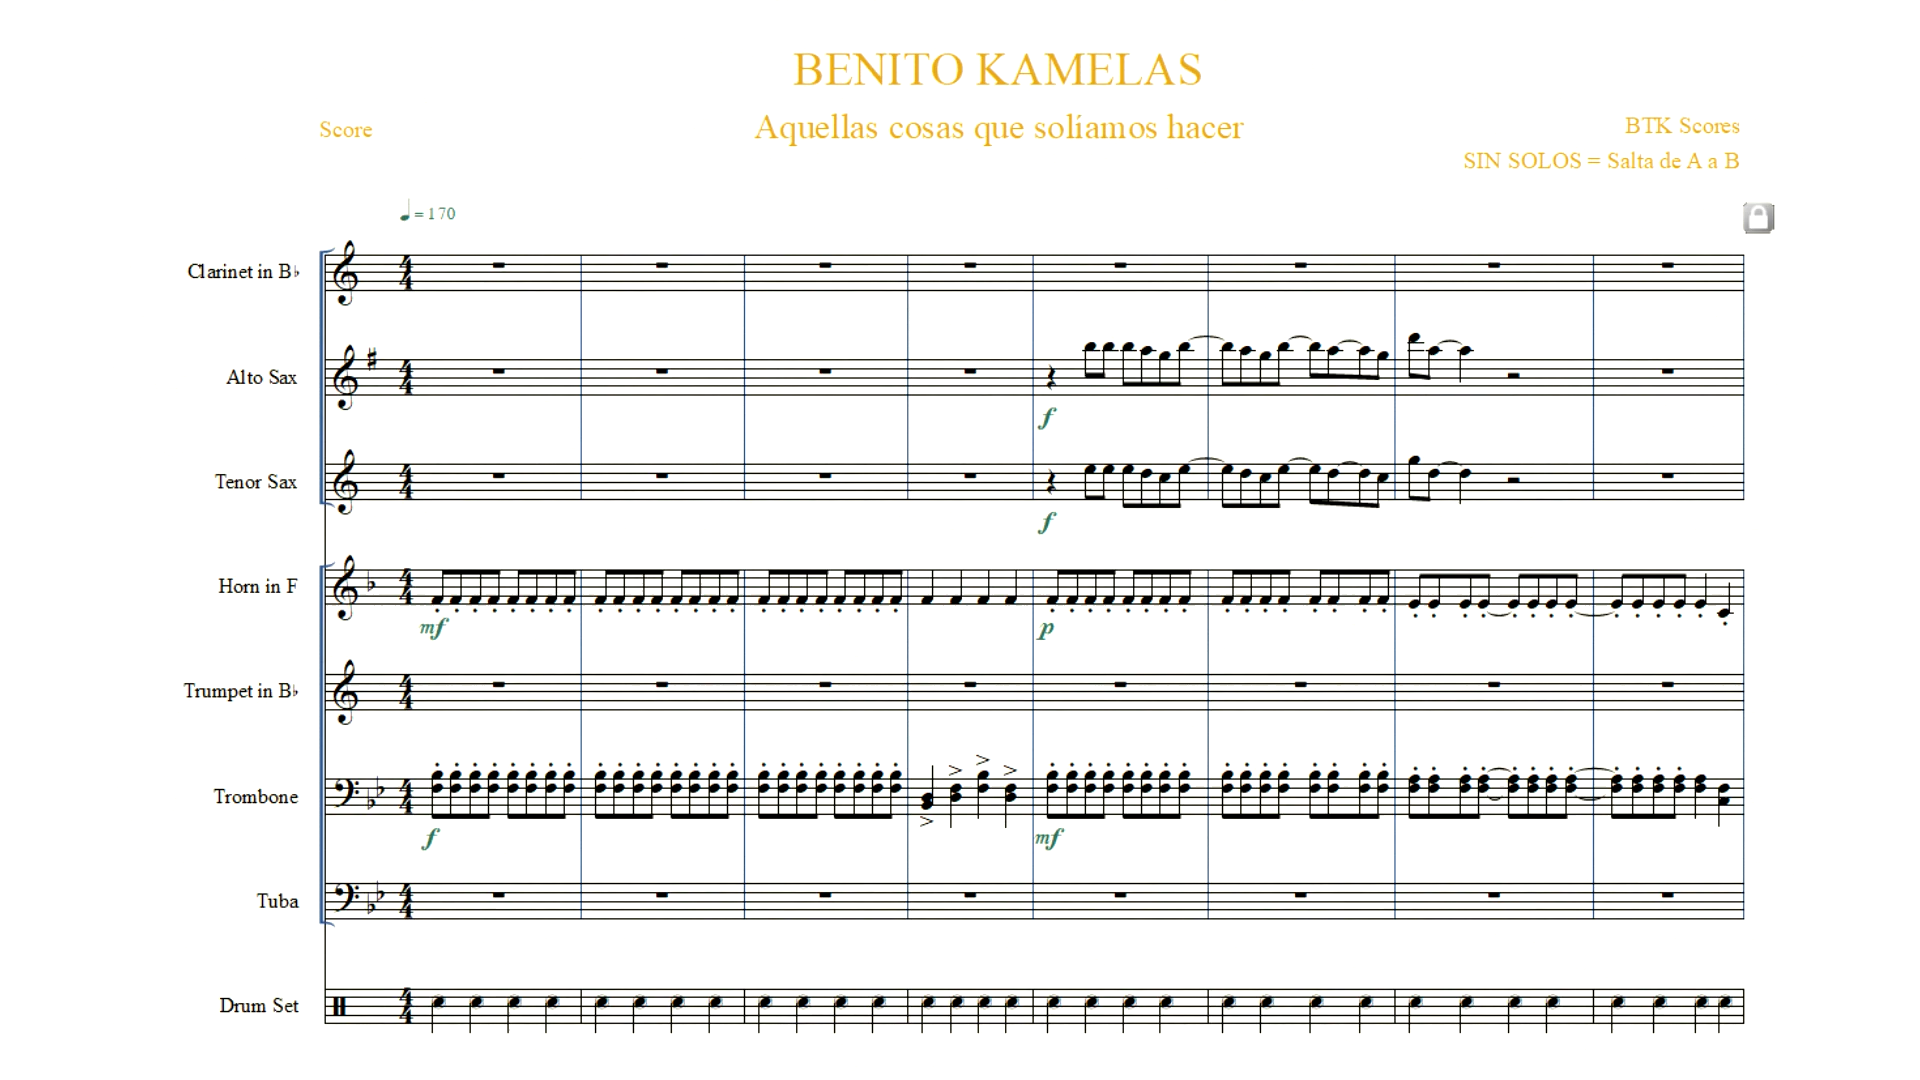 BENITO KAMELAS
Aquellas cosas que solíamos hacer
Score
BTK Scores
SIN SOLOS = Salta de A a B
♩ = 170
Clarinet in B♭
Alto Sax
f
Tenor Sax
f
Horn in F
mf
p
Trumpet in B♭
Trombone
f
mf
Tuba
Drum Set